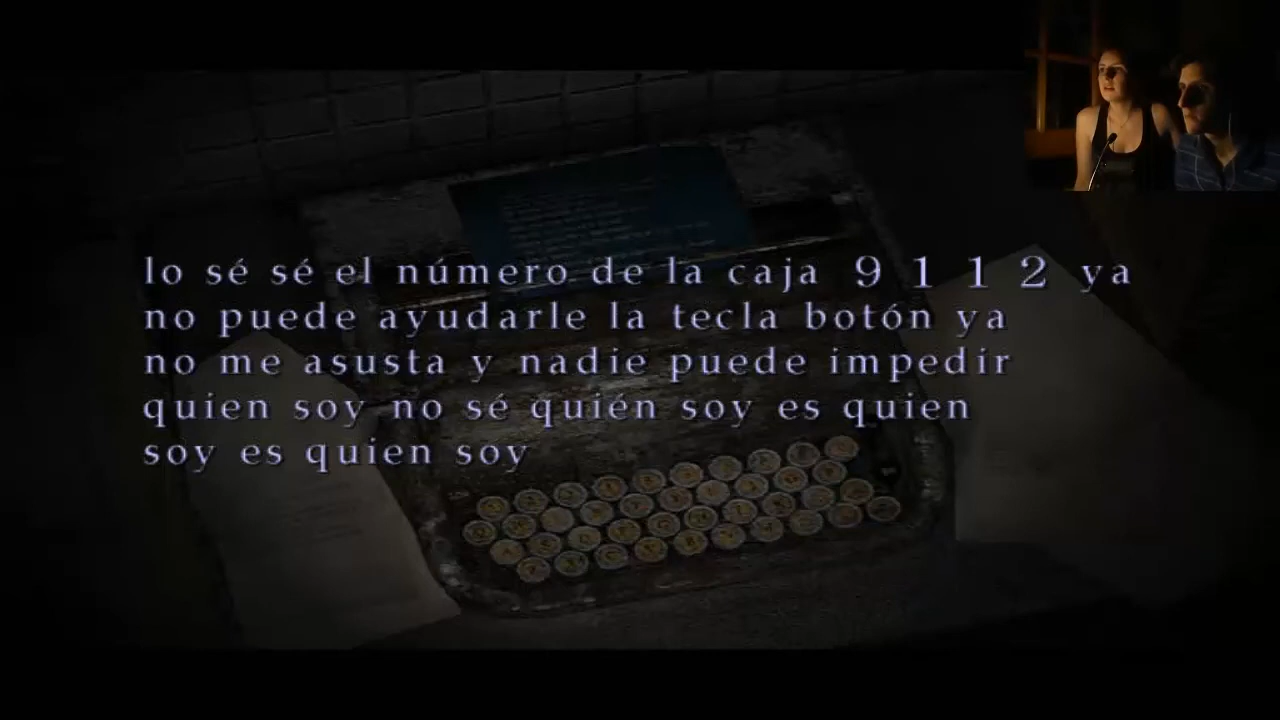 lo sé sé el número de la caja 9 1 1 2 ya
no puede ayudarle la tecla botón ya
no me asusta y nadie puede impedir
quien soy no sé quién soy es quien
soy es quien soy